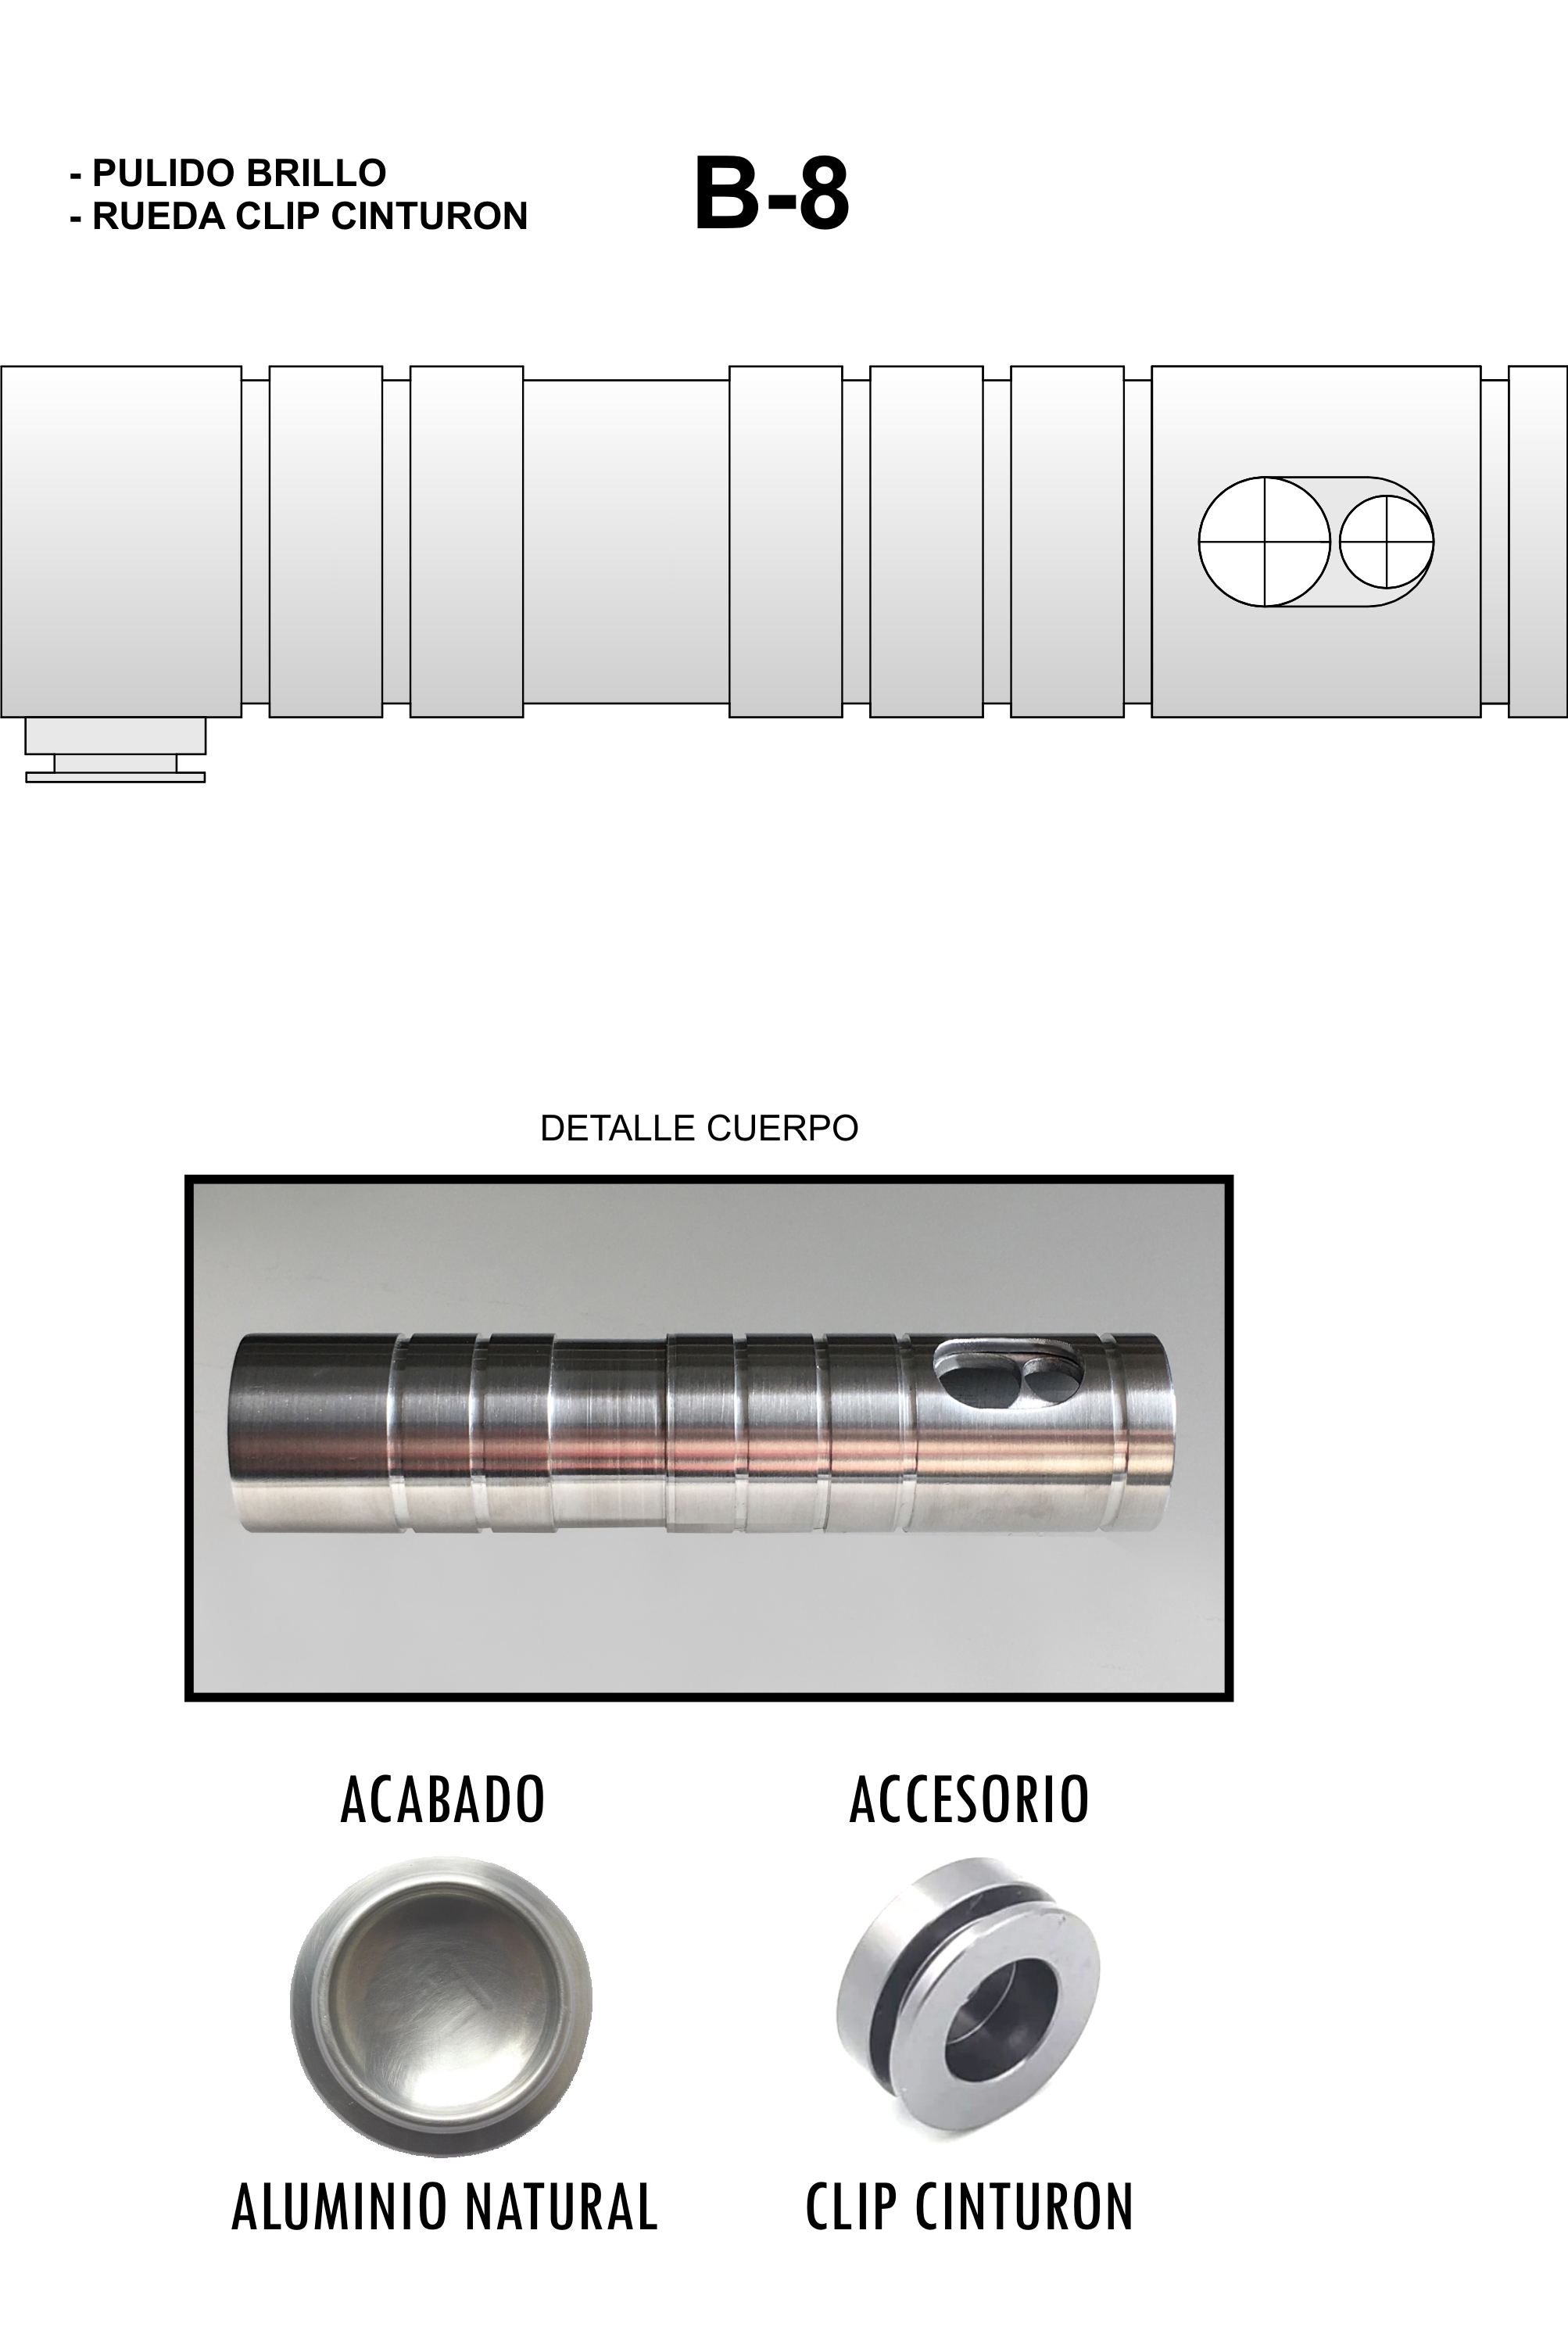 - PULIDO BRILLO
- RUEDA CLIP CINTURON
B-8
DETALLE CUERPO
ACABADO
ACCESORIO
ALUMINIO NATURAL
CLIP CINTURON